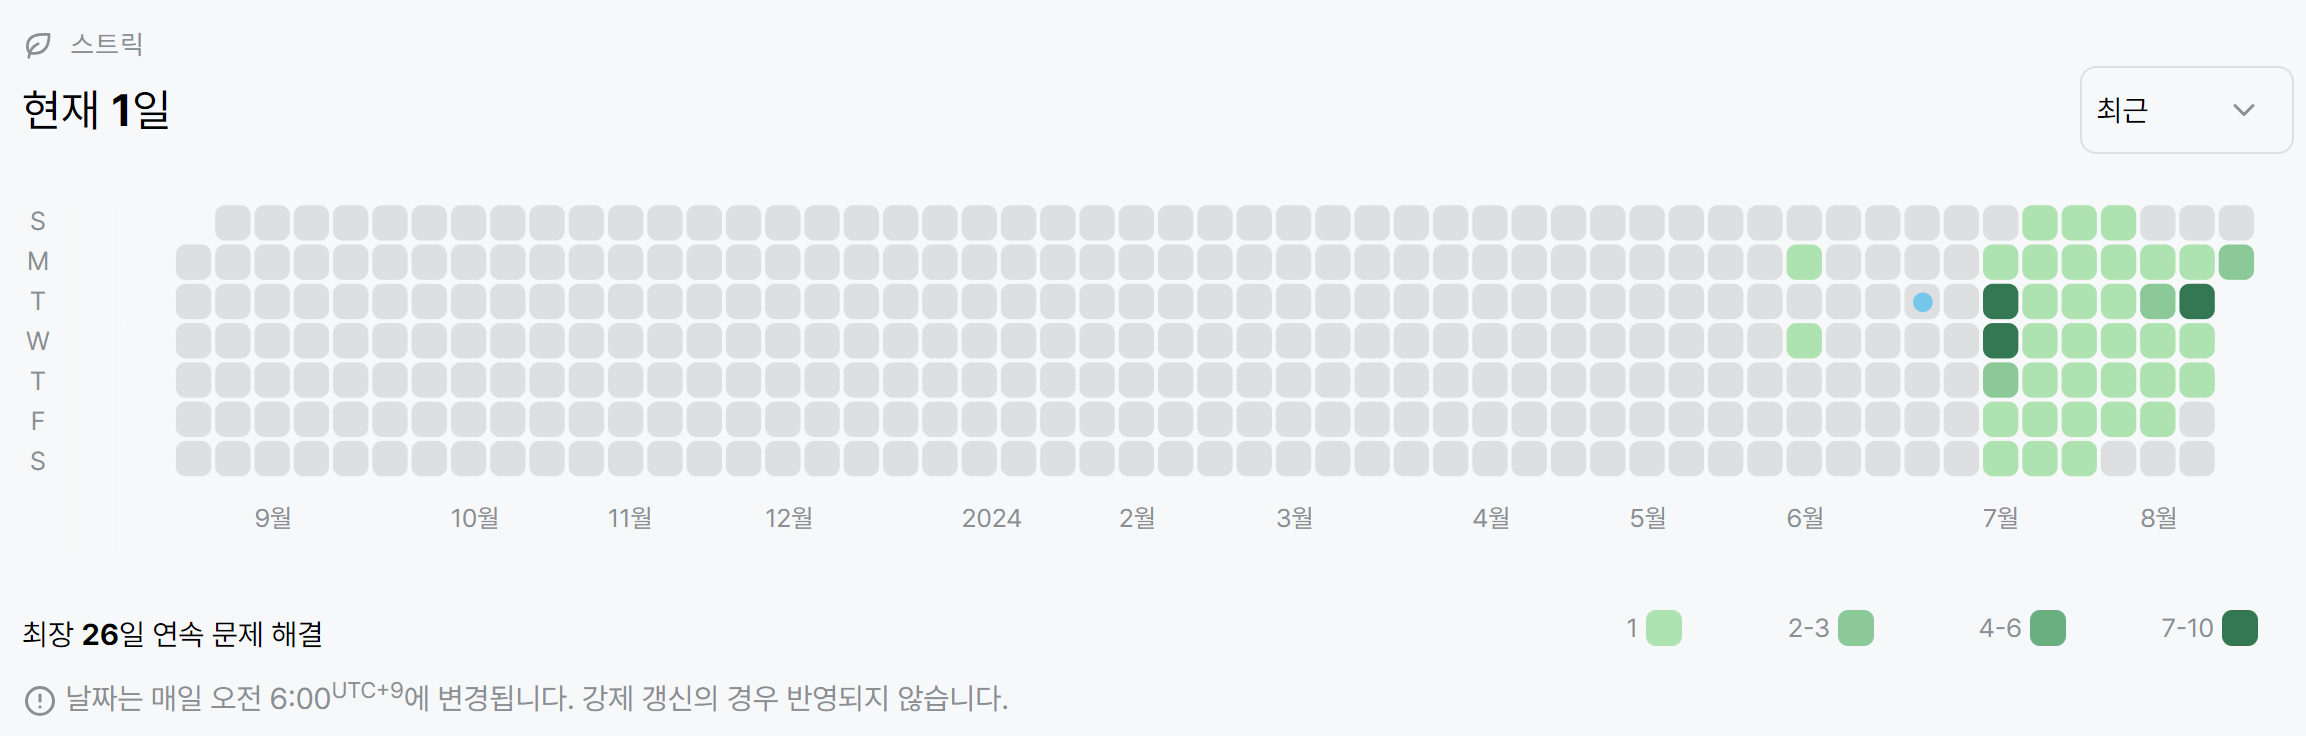 스트릭
현재 1일
최근
S
M
T
W
T
F
S
9월 10월 11월 12월 2024 2월 3월 4월 5월 6월 7월 8월
최장 26일 연속 문제 해결
1 2-3 4-6 7-10
날짜는 매일 오전 6:00UTC+9에 변경됩니다. 강제 갱신의 경우 반영되지 않습니다.